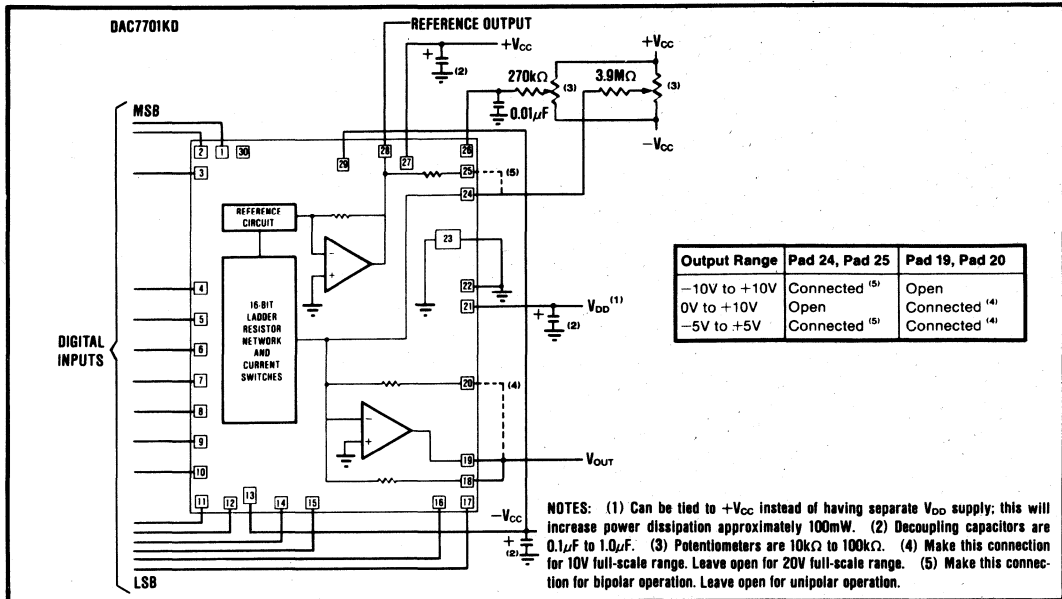 DAC7701KD
REFERENCE OUTPUT
+VCC
+VCC
+
(2)
270kΩ
(3)
3.9MΩ
(3)
0.01μF
−VCC
MSB
2
1
30
29
28
27
26
3
25
(5)
24
REFERENCE
CIRCUIT
−
+
23
22
4
16-BIT
LADDER
RESISTOR
NETWORK
AND
CURRENT
SWITCHES
21
VDD(1)
+
(2)
5
DIGITAL
INPUTS
6
7
20
(4)
8
−
+
9
19
VOUT
10
18
11
12
13
14
15
16
17
−VCC
+
(2)
LSB
Output Range Pad 24, Pad 25 Pad 19, Pad 20
−10V to +10V Connected (5) Open
0V to +10V Open Connected (4)
−5V to +5V Connected (5) Connected (4)
NOTES: (1) Can be tied to +VCC instead of having separate VDD supply; this will
increase power dissipation approximately 100mW. (2) Decoupling capacitors are
0.1μF to 1.0μF. (3) Potentiometers are 10kΩ to 100kΩ. (4) Make this connection
for 10V full-scale range. Leave open for 20V full-scale range. (5) Make this connec-
tion for bipolar operation. Leave open for unipolar operation.